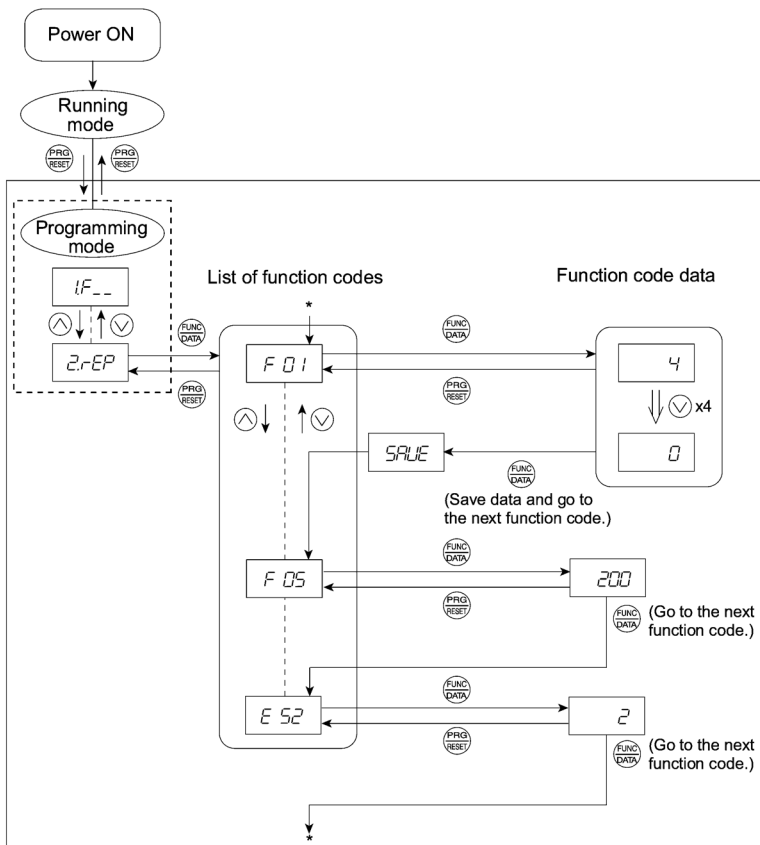 Power ON
Running
mode
PRG
RESET
PRG
RESET
Programming
mode
1.F__
2.rEP
FUNC
DATA
PRG
RESET
List of function codes
*
F 01
FUNC
DATA
PRG
RESET
Function code data
4
x4
0
SAVE
FUNC
DATA
(Save data and go to
the next function code.)
F 05
FUNC
DATA
PRG
RESET
200
FUNC
DATA
(Go to the next
function code.)
E 52
FUNC
DATA
PRG
RESET
2
FUNC
DATA
(Go to the next
function code.)
*